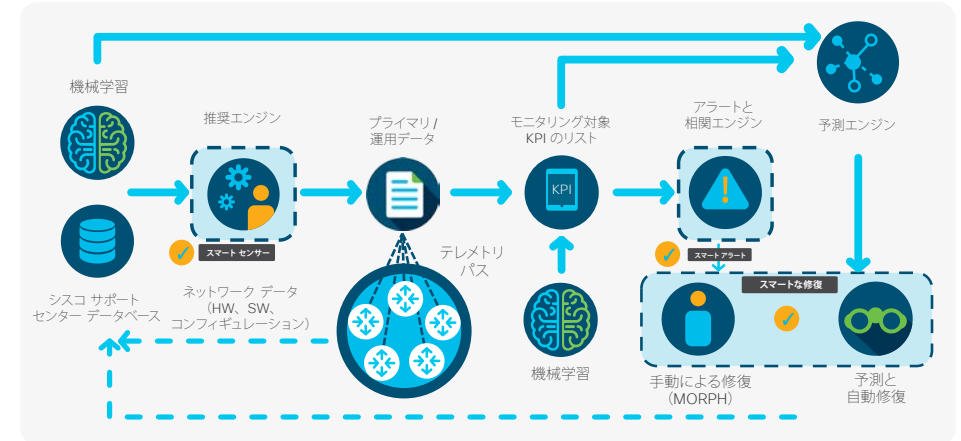 機械学習
推奨エンジン
プライマリ /
運用データ
モニタリング対象
KPI のリスト
アラートと
相関エンジン
予測エンジン
KPI
スマート センサー
テレメトリ
パス
スマート アラート
スマートな修復
シスコ サポート
センター データベース
ネットワーク データ
（HW、SW、
コンフィギュレーション）
機械学習
手動による修復
（MORPH）
予測と
自動修復